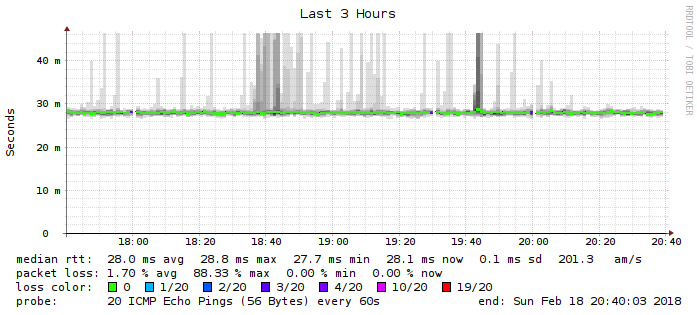 Last 3 Hours
RRDTOOL / TOBI OETIKER
Seconds
40 m
30 m
20 m
10 m
0
18:00 18:20 18:40 19:00 19:20 19:40 20:00 20:20 20:40
median rtt: 28.0 ms avg 28.8 ms max 27.7 ms min 28.1 ms now 0.1 ms sd 201.3 am/s
packet loss: 1.70 % avg 88.33 % max 0.00 % min 0.00 % now
loss color: 0 1/20 2/20 3/20 4/20 10/20 19/20
probe: 20 ICMP Echo Pings (56 Bytes) every 60s end: Sun Feb 18 20:40:03 2018